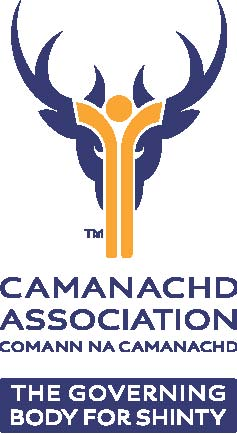 TM
CAMANACHD
ASSOCIATION
COMANN NA CAMANACHD
THE GOVERNING
BODY FOR SHINTY